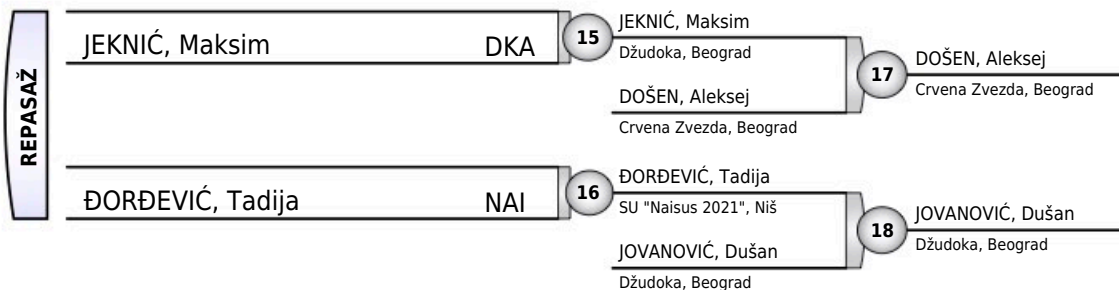 REPASAŽ
JEKNIĆ, Maksim DKA
15
JEKNIĆ, Maksim
Džudoka, Beograd
DOŠEN, Aleksej
Crvena Zvezda, Beograd
17
DOŠEN, Aleksej
Crvena Zvezda, Beograd
ĐORĐEVIĆ, Tadija NAI
16
ĐORĐEVIĆ, Tadija
SU "Naisus 2021", Niš
JOVANOVIĆ, Dušan
Džudoka, Beograd
18
JOVANOVIĆ, Dušan
Džudoka, Beograd